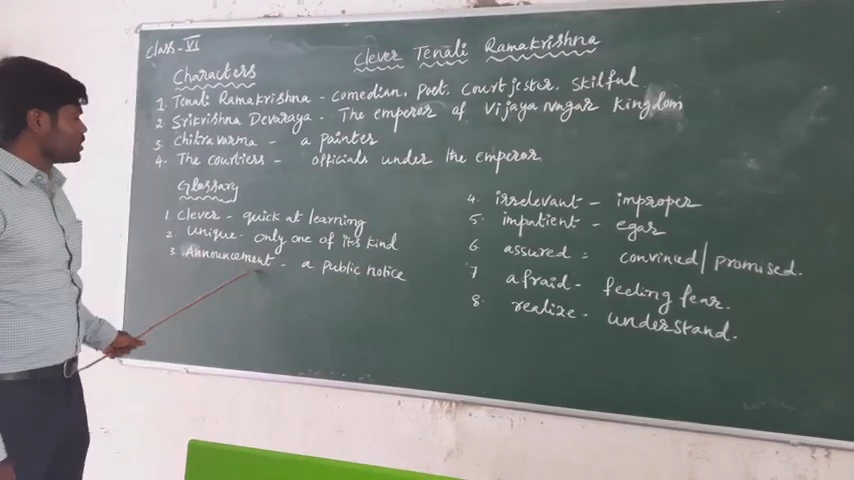 Class - VI
Clever Tenali Ramakrishna
Characters
1. Tenali Ramakrishna - comedian. Poet. Court jester. skilful
2. Srikrishna Devaraya - The emperor of Vijaya nagar kingdom
3. Chitravarma - a painter
4. The courtiers - officials under the emperor
Glossary
1. Clever - quick at learning
2. Unique - only one of its kind
3. Announcement - a public notice
4. irrelevant - improper
5. impatient - egar
6 assured = convinued/promised.
7 afraid - feeling fear.
8 realize - understand.